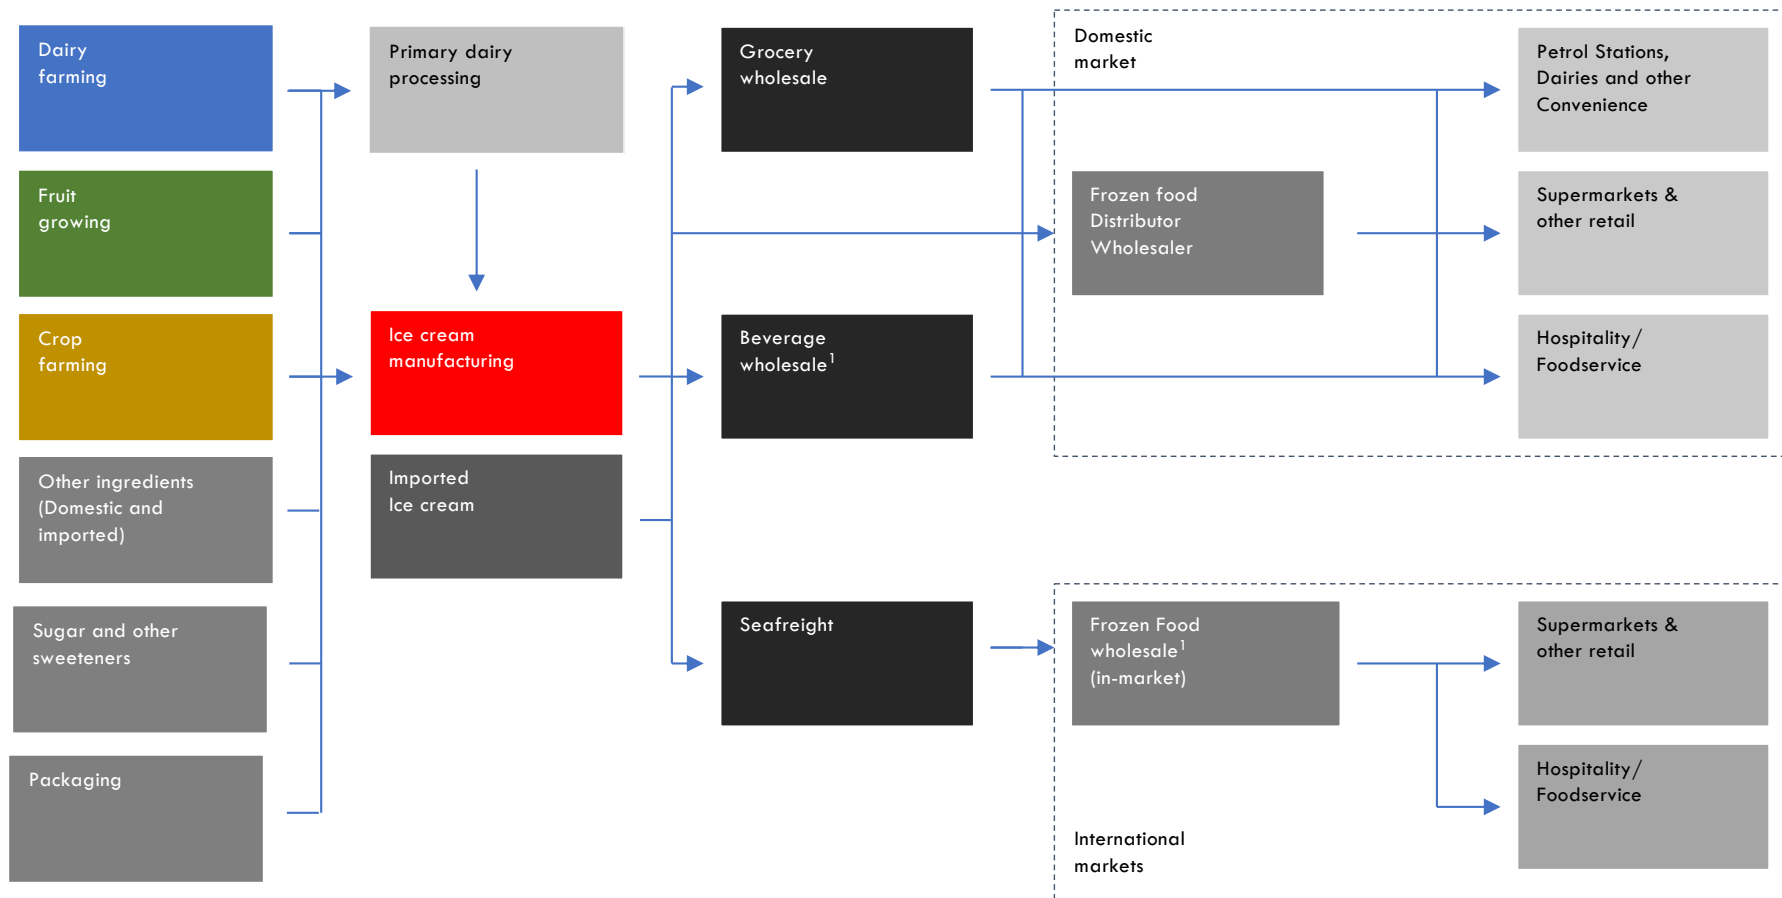 Dairy
farming
Fruit
growing
Crop
farming
Other ingredients
(Domestic and
imported)
Sugar and other
sweeteners
Packaging
Primary dairy
processing
Ice cream
manufacturing
Imported
Ice cream
Grocery
wholesale
Beverage
wholesale¹
Seafreight
Domestic
market
Frozen food
Distributor
Wholesaler
Petrol Stations,
Dairies and other
Convenience
Supermarkets &
other retail
Hospitality/
Foodservice
Frozen Food
wholesale¹
(in-market)
International
markets
Supermarkets &
other retail
Hospitality/
Foodservice